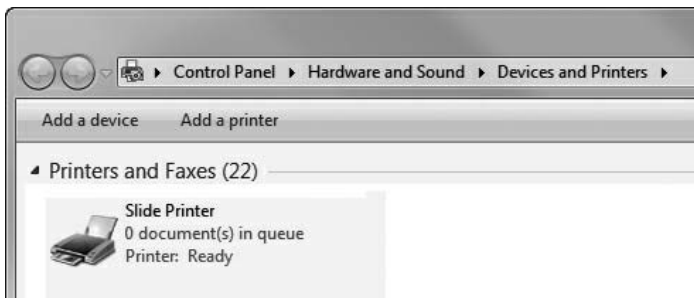 Control Panel Hardware and Sound Devices and Printers
Add a device Add a printer
Printers and Faxes (22)
Slide Printer
0 document(s) in queue
Printer: Ready